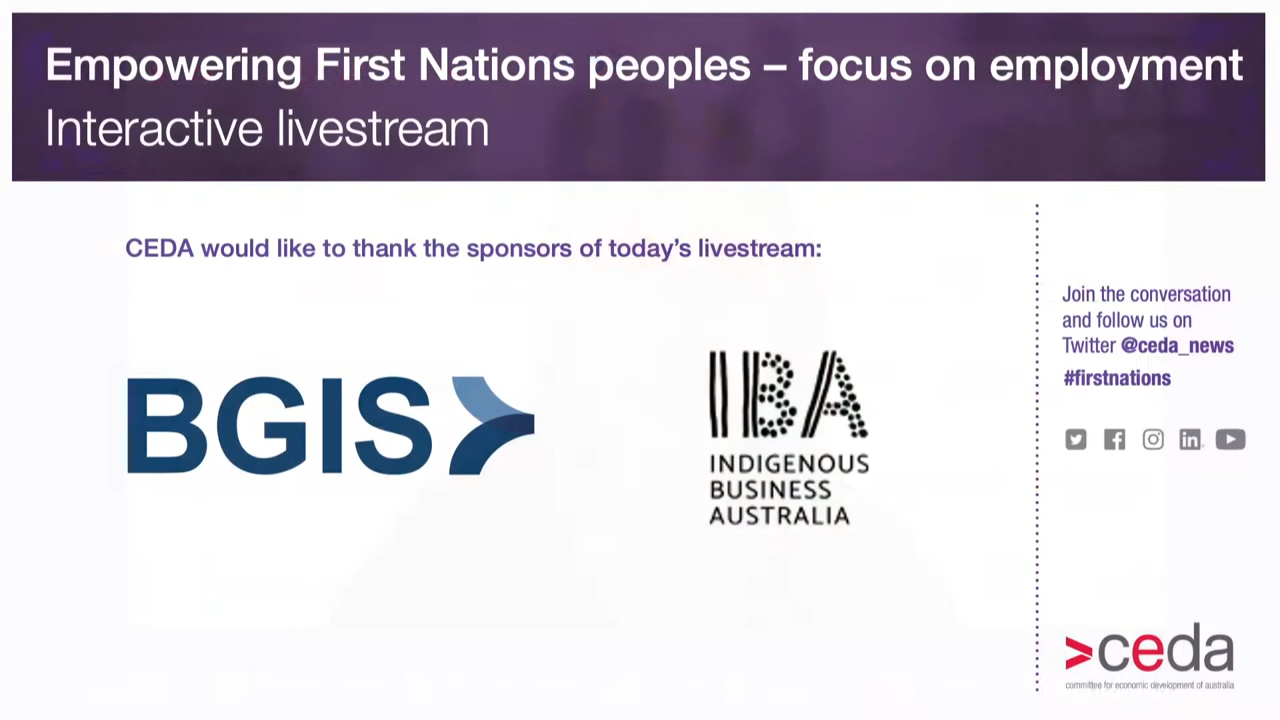 Empowering First Nations peoples – focus on employment
Interactive livestream
CEDA would like to thank the sponsors of today's livestream:
BGIS
IBA
INDIGENOUS
BUSINESS
AUSTRALIA
Join the conversation
and follow us on
Twitter @ceda_news
#firstnations
in
>ceda
committee for economic development of australia